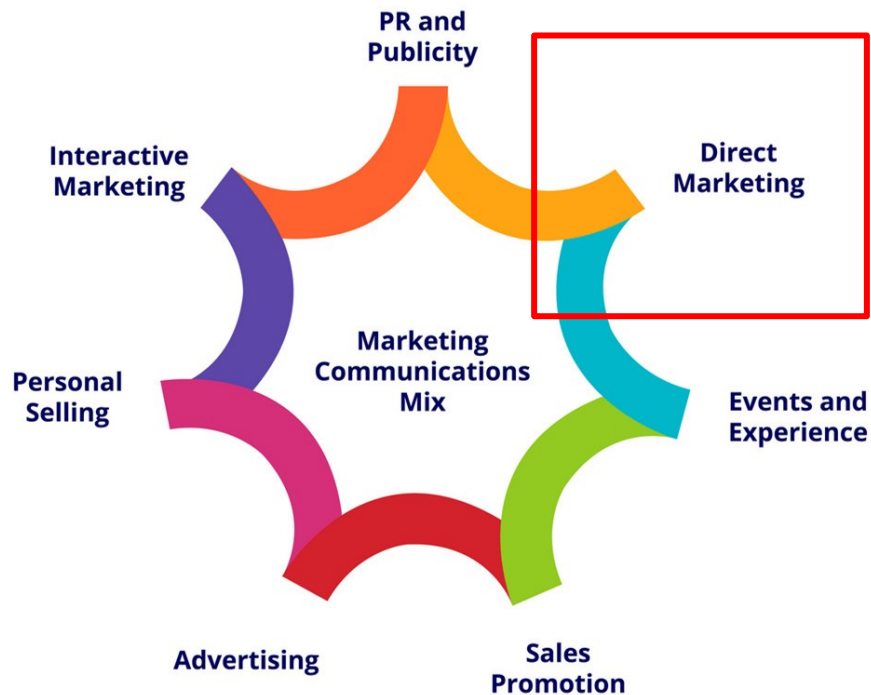 PR and
Publicity
Direct
Marketing
Interactive
Marketing
Marketing
Communications
Mix
Personal
Selling
Events and
Experience
Advertising
Sales
Promotion